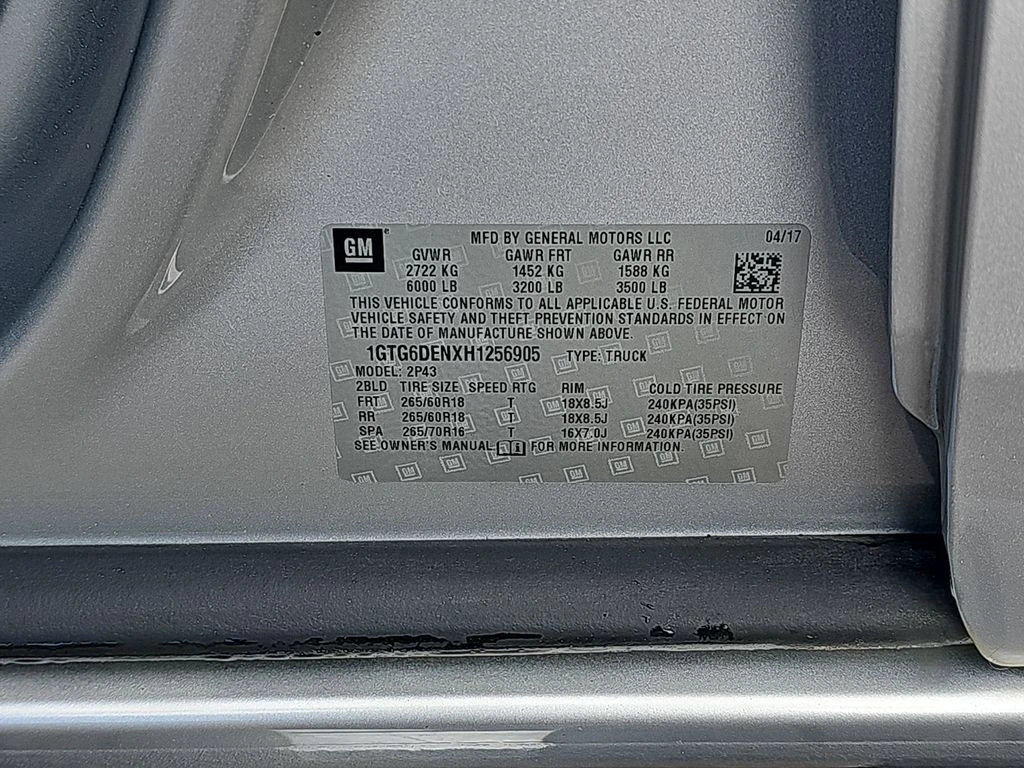 GM
MFD BY GENERAL MOTORS LLC 04/17
GVWR GAWR FRT GAWR RR
2722 KG 1452 KG 1588 KG
6000 LB 3200 LB 3500 LB
THIS VEHICLE CONFORMS TO ALL APPLICABLE U.S. FEDERAL MOTOR
VEHICLE SAFETY AND THEFT PREVENTION STANDARDS IN EFFECT ON
THE DATE OF MANUFACTURE SHOWN ABOVE.
1GTG6DENXH1256905 TYPE: TRUCK
MODEL: 2P43
2BLD TIRE SIZE SPEED RTG RIM COLD TIRE PRESSURE
FRT 265/60R18 T 18X8.5J 240KPA(35PSI)
RR 265/60R18 T 18X8.5J 240KPA(35PSI)
SPA 265/70R16 T 16X7.0J 240KPA(35PSI)
SEE OWNER'S MANUAL FOR MORE INFORMATION.